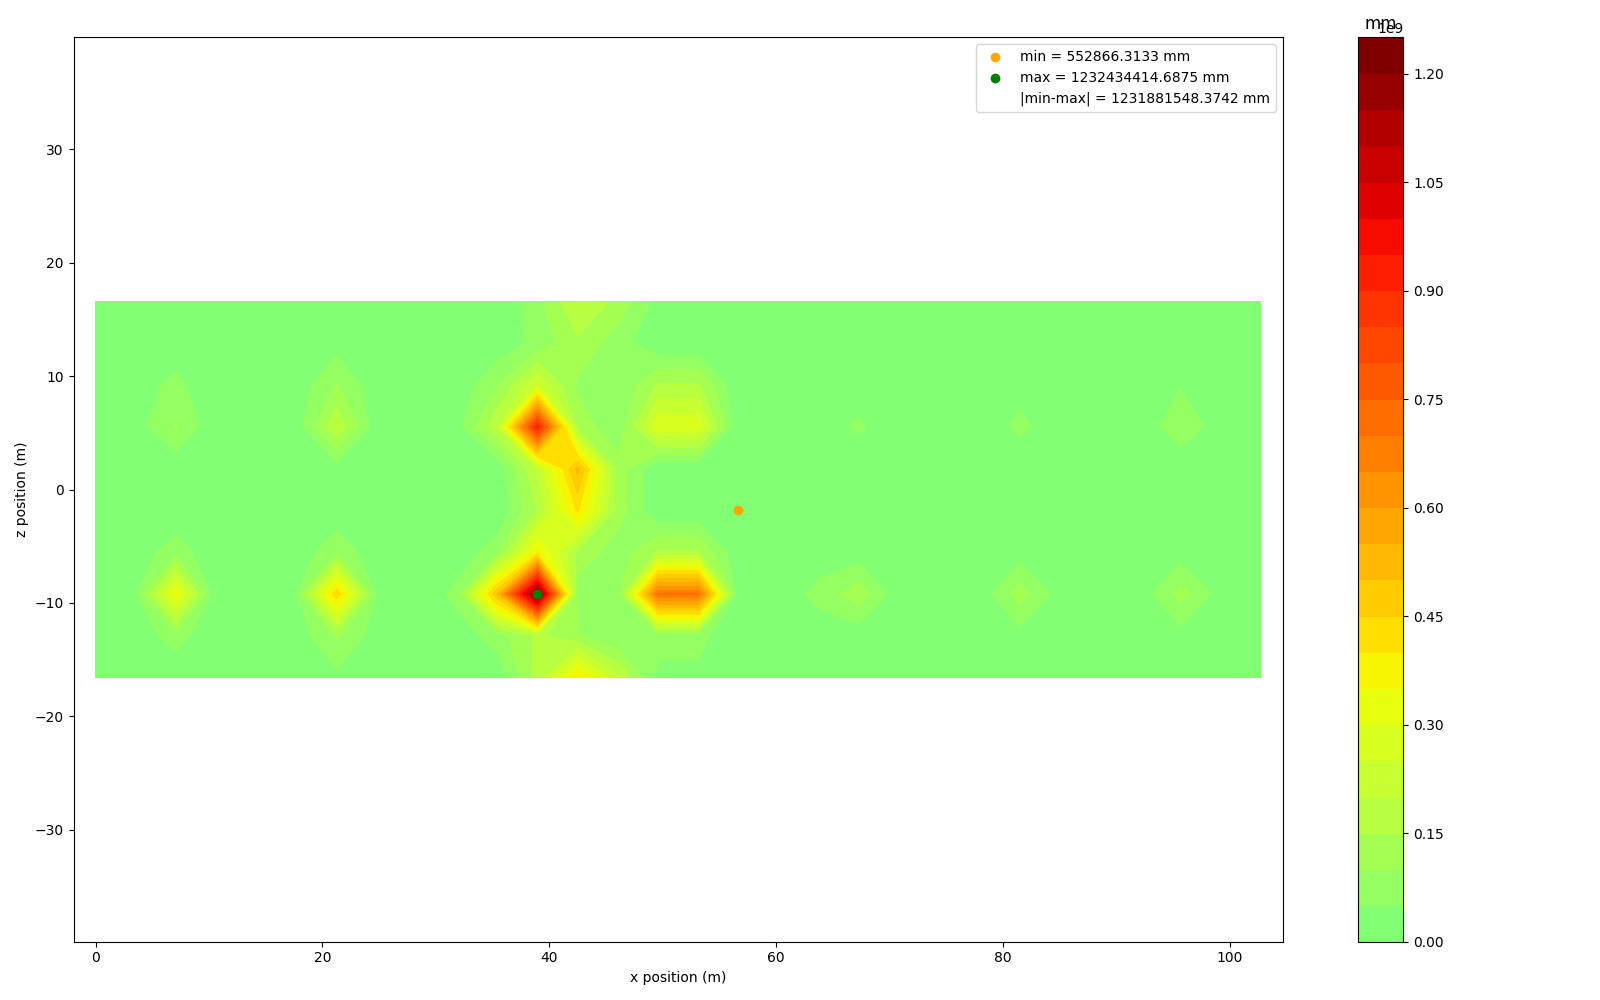 mm
1e9
min = 552866.3133 mm
max = 1232434414.6875 mm
|min-max| = 1231881548.3742 mm
1.20
1.05
0.90
0.75
0.60
0.45
0.30
0.15
0.00
30
20
10
0
−10
−20
−30
z position (m)
0 20 40 60 80 100
x position (m)